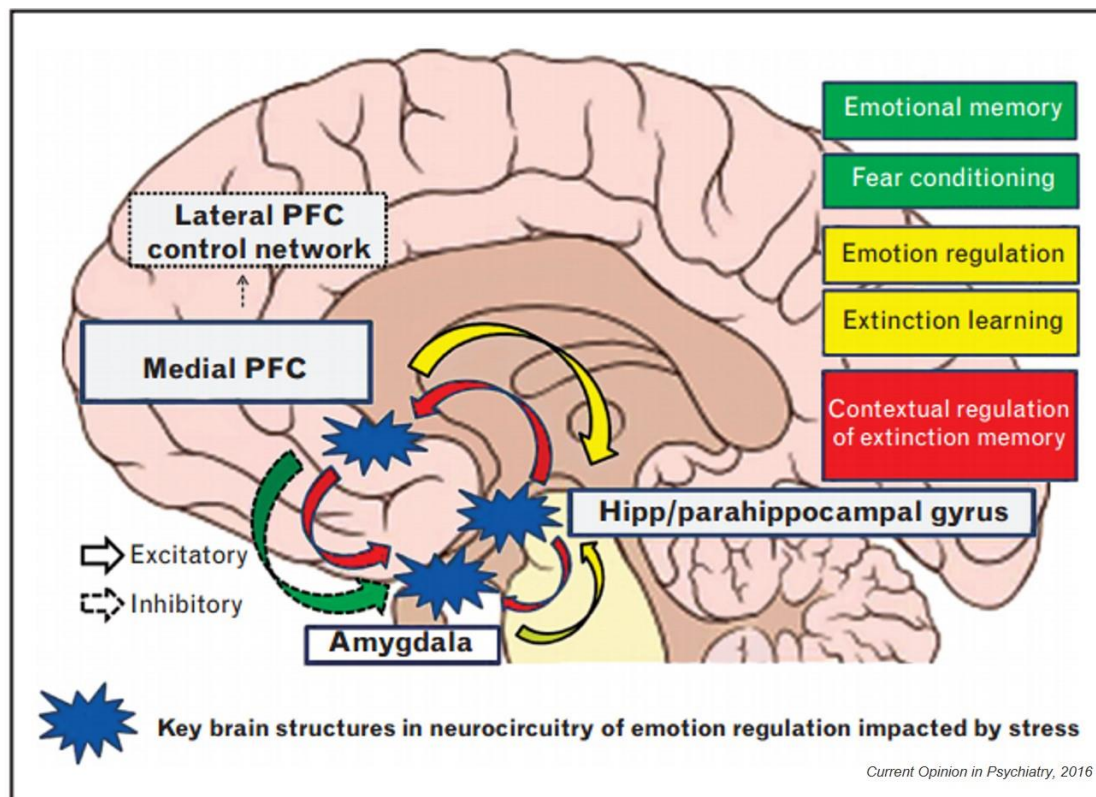 Emotional memory
Fear conditioning
Lateral PFC
control network
Emotion regulation
Extinction learning
Medial PFC
Contextual regulation
of extinction memory
Hipp/parahippocampal gyrus
Excitatory
Inhibitory
Amygdala
Key brain structures in neurocircuitry of emotion regulation impacted by stress
Current Opinion in Psychiatry, 2016